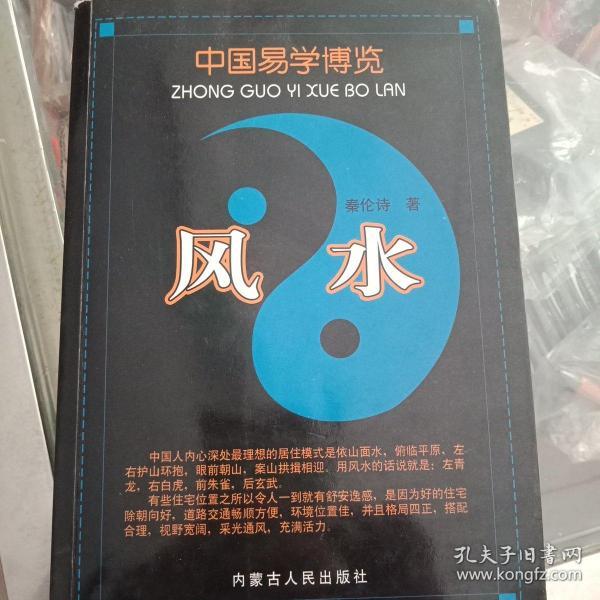 中国易学博览
ZHONG GUO YI XUE BO LAN
秦伦诗 著
风水
中国人内心深处最理想的居住模式是依山面水，俯临平原、左
右护山环抱，眼前朝山，案山拱揖相迎。用风水的话说就是：左青
龙，右白虎，前朱雀，后玄武。
有些住宅位置之所以令人一到就有舒安逸感，是因为好的住宅
除朝向好，道路交通畅顺方便，环境位置佳，并且格局四正，搭配
合理，视野宽阔，采光通风，充满活力。
内蒙古人民出版社
孔夫子旧书网
www.kongfz.com